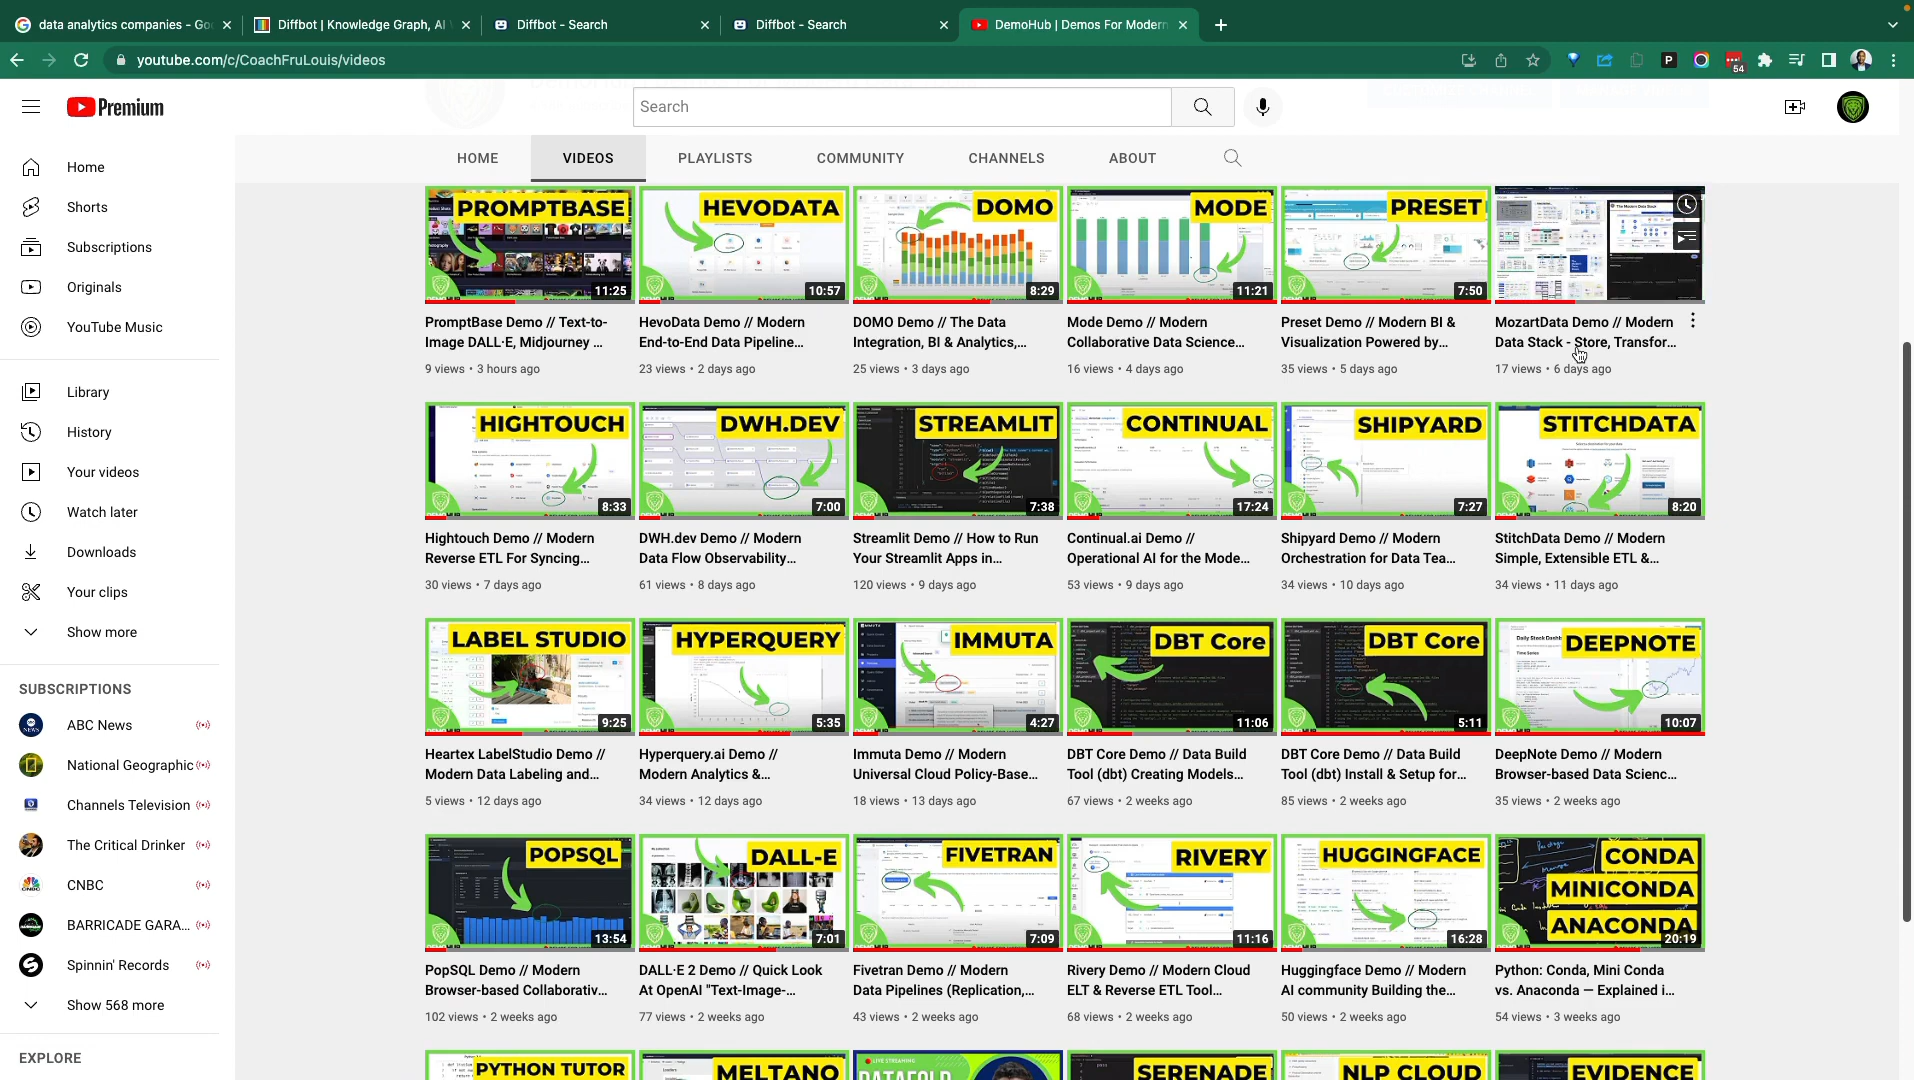 data analytics companies - Go
Diffbot | Knowledge Graph, AI
Diffbot - Search
Diffbot - Search
DemoHub | Demos For Modern
youtube.com/c/CoachFruLouis/videos
54
Premium
Search
HOME
VIDEOS
PLAYLISTS
COMMUNITY
CHANNELS
ABOUT
Home
Shorts
Subscriptions
Originals
YouTube Music
Library
History
Your videos
Watch later
Downloads
Your clips
Show more
SUBSCRIPTIONS
ABC News
National Geographic
Channels Television
The Critical Drinker
CNBC
BARRICADE GARA...
Spinnin' Records
Show 568 more
EXPLORE
PROMPTBASE
11:25
PromptBase Demo // Text-to-
Image DALL·E, Midjourney ...
9 views • 3 hours ago
HEVODATA
10:57
HevoData Demo // Modern
End-to-End Data Pipeline...
23 views • 2 days ago
DOMO
8:29
DOMO Demo // The Data
Integration, BI & Analytics,...
25 views • 3 days ago
MODE
11:21
Mode Demo // Modern
Collaborative Data Science...
16 views • 4 days ago
PRESET
7:50
Preset Demo // Modern BI &
Visualization Powered by...
35 views • 5 days ago
MozartData Demo // Modern
Data Stack - Store, Transfor...
17 views • 6 days ago
HIGHTOUCH
8:33
Hightouch Demo // Modern
Reverse ETL For Syncing...
30 views • 7 days ago
DWH.DEV
7:00
DWH.dev Demo // Modern
Data Flow Observability...
61 views • 8 days ago
STREAMLIT
7:38
Streamlit Demo // How to Run
Your Streamlit Apps in...
120 views • 9 days ago
CONTINUAL
17:24
Continual.ai Demo //
Operational AI for the Mode...
53 views • 9 days ago
SHIPYARD
7:27
Shipyard Demo // Modern
Orchestration for Data Tea...
34 views • 10 days ago
STITCHDATA
8:20
StitchData Demo // Modern
Simple, Extensible ETL &...
34 views • 11 days ago
LABEL STUDIO
9:25
Heartex LabelStudio Demo //
Modern Data Labeling and...
5 views • 12 days ago
HYPERQUERY
5:35
Hyperquery.ai Demo //
Modern Analytics &...
34 views • 12 days ago
IMMUTA
4:27
Immuta Demo // Modern
Universal Cloud Policy-Base...
18 views • 13 days ago
DBT Core
11:06
DBT Core Demo // Data Build
Tool (dbt) Creating Models...
67 views • 2 weeks ago
DBT Core
5:11
DBT Core Demo // Data Build
Tool (dbt) Install & Setup for...
85 views • 2 weeks ago
DEEPNOTE
10:07
DeepNote Demo // Modern
Browser-based Data Scienc...
35 views • 2 weeks ago
POPSQL
13:54
PopSQL Demo // Modern
Browser-based Collaborativ...
102 views • 2 weeks ago
DALL-E
7:01
DALL·E 2 Demo // Quick Look
At OpenAI "Text-Image-...
77 views • 2 weeks ago
FIVETRAN
7:09
Fivetran Demo // Modern
Data Pipelines (Replication,...
43 views • 2 weeks ago
RIVERY
11:16
Rivery Demo // Modern Cloud
ELT & Reverse ETL Tool...
68 views • 2 weeks ago
HUGGINGFACE
16:28
Huggingface Demo // Modern
AI community Building the...
50 views • 2 weeks ago
CONDA
MINICONDA
ANACONDA
20:19
Python: Conda, Mini Conda
vs. Anaconda — Explained i...
54 views • 3 weeks ago
PYTHON TUTOR
MELTANO
LIVE STREAMING
DATAFOLD
SERENADE
NLP CLOUD
EVIDENCE